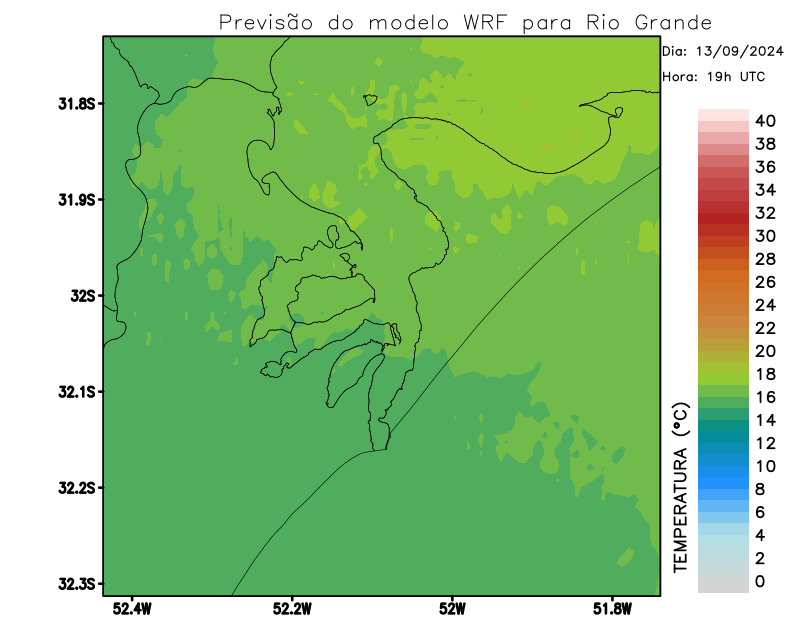 Previsão do modelo WRF para Rio Grande
Dia: 13/09/2024
Hora: 19h UTC
31.8S
31.9S
32S
32.1S
32.2S
32.3S
52.4W
52.2W
52W
51.8W
TEMPERATURA (°C)
40
38
36
34
32
30
28
26
24
22
20
18
16
14
12
10
8
6
4
2
0